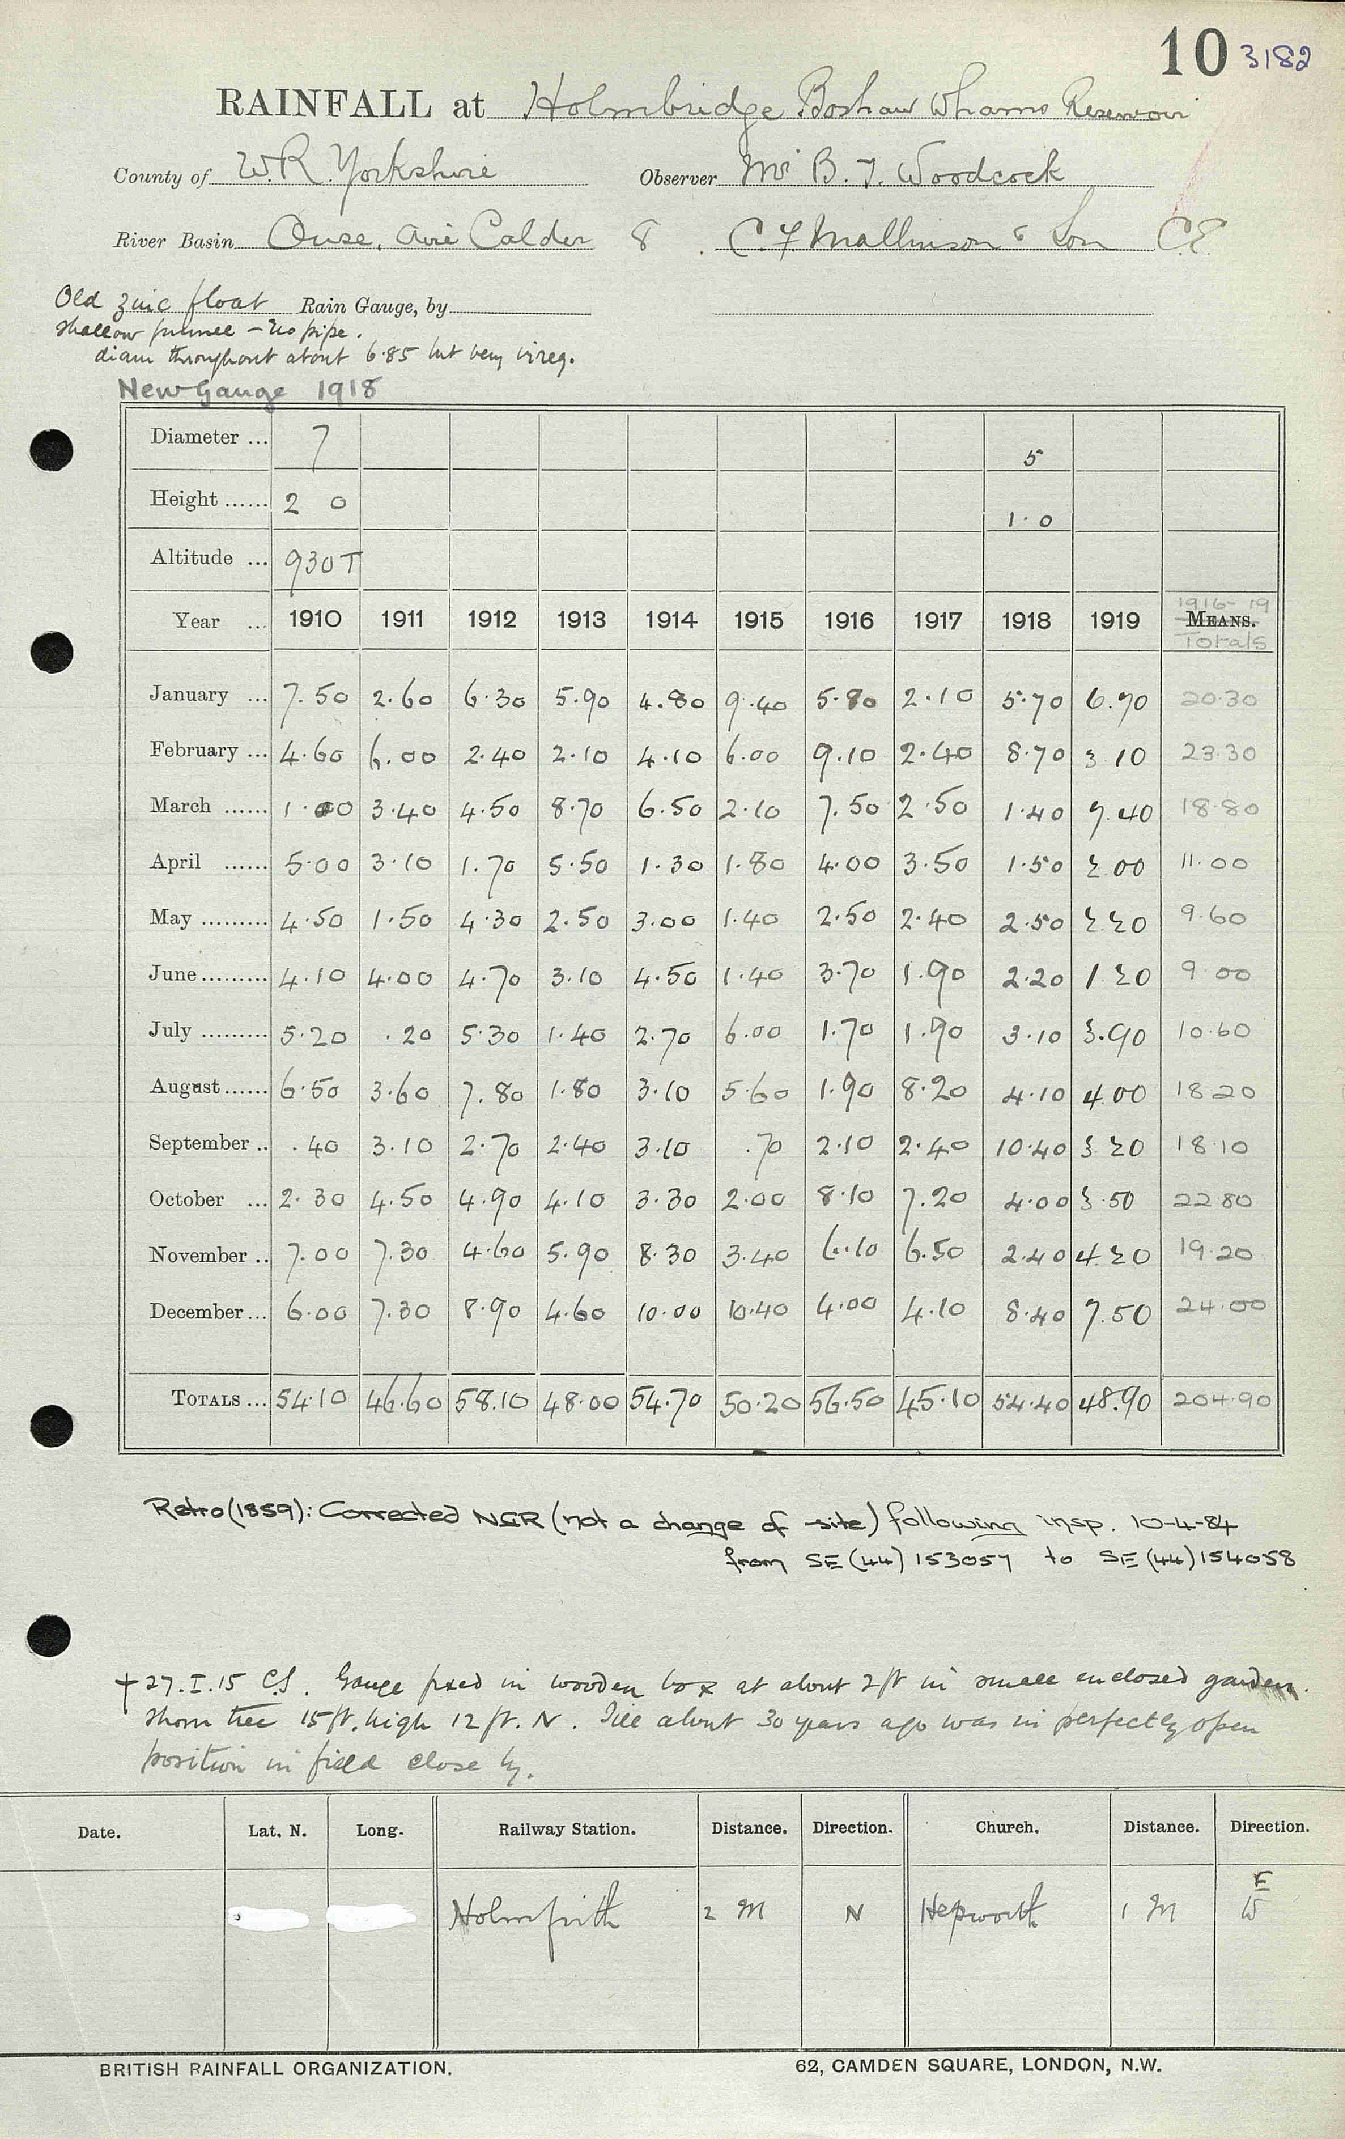 10 3182
RAINFALL at Holmbridge Boshaw Whams Reservoir
County of W.R. Yorkshire Observer Mr B. T. Woodcock
River Basin Ouse, Aire Calder 8 C. F Mallinson & Son C.E
Old zinc float Rain Gauge, by
shallow funnel – no pipe.
diam throughout about 6.85 but very irreg.
New Gauge 1918
Diameter ... 7 5
Height ...... 2 0 1.0
Altitude ... 930T
1916-19
Year ... 1910 1911 1912 1913 1914 1915 1916 1917 1918 1919 MEANS.
Totals
January ... 7.50 2.60 6.30 5.90 4.80 9.40 5.80 2.10 5.70 6.70 20.30
February ... 4.60 6.00 2.40 2.10 4.10 6.00 9.10 2.40 8.70 3 10 23.30
March ...... 1.00 3.40 4.50 8.70 6.50 2.10 7.50 2.50 1.40 7.40 18.80
April ...... 5.00 3.10 1.70 5.50 1.30 1.80 4.00 3.50 1.50 2 00 11.00
May ......... 4.50 1.50 4.30 2.50 3.00 1.40 2.50 2.40 2.50 2 20 9.60
June ......... 4.10 4.00 4.70 3.10 4.50 1.40 3.70 1.90 2.20 1 20 9.00
July ......... 5.20 .20 5.30 1.40 2.70 6.00 1.70 1.90 3.10 3.90 10.60
August ...... 6.50 3.60 7.80 1.80 3.10 5.60 1.90 8.20 4.10 4.00 18 20
September .. .40 3.10 2.70 2.40 3.10 .70 2.10 2.40 10.40 3 20 18.10
October ... 2.30 4.50 4.90 4.10 3.30 2.00 8.10 7.20 4.00 3.50 22.80
November .. 7.00 7.30 4.60 5.90 8.30 3.40 6.10 6.50 2.40 4.20 19.20
December ... 6.00 7.30 8.90 4.60 10.00 10.40 4.00 4.10 8.40 7.50 24.00
TOTALS ... 54.10 46.60 58.10 48.00 54.70 50.20 56.50 45.10 54.40 48.90 204.90
Retro (1859): Corrected NGR (not a change of site) following insp. 10-4-84
from SE (44) 153057 to SE (44) 154058
+ 27.I.15 C.S. Gauge fixed in wooden box at about 2ft in small enclosed garden.
thorn tree 15ft. high 12 ft. N. Till about 30 years ago was in perfectly open
position in field close by.
Date. Lat. N. Long. Railway Station. Distance. Direction. Church. Distance. Direction.
E
Holmfirth 2 M N Hepworth 1 M W
BRITISH RAINFALL ORGANIZATION. 62, CAMDEN SQUARE, LONDON, N.W.